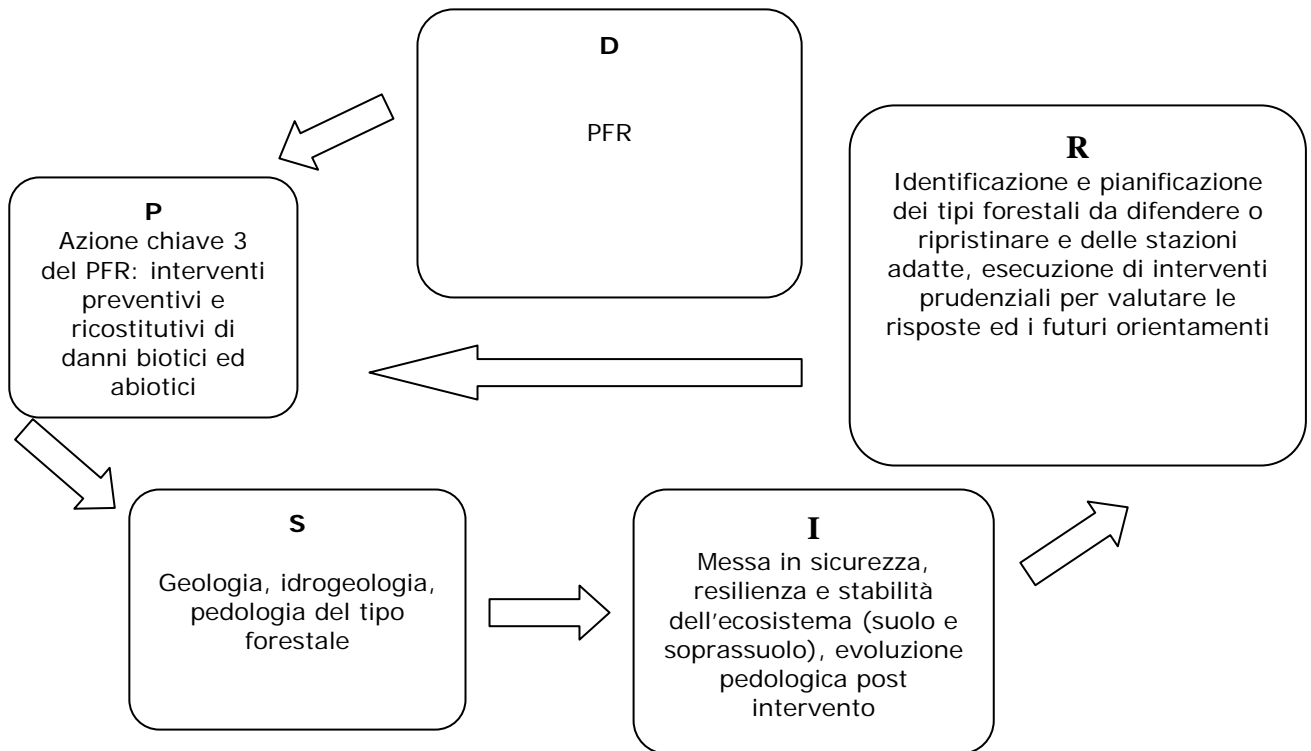 D
PFR
P
Azione chiave 3
del PFR: interventi
preventivi e
ricostitutivi di
danni biotici ed
abiotici
S
Geologia, idrogeologia,
pedologia del tipo
forestale
I
Messa in sicurezza,
resilienza e stabilità
dell'ecosistema (suolo e
soprassuolo), evoluzione
pedologica post
intervento
R
Identificazione e pianificazione
dei tipi forestali da difendere o
ripristinare e delle stazioni
adatte, esecuzione di interventi
prudenziali per valutare le
risposte ed i futuri orientamenti